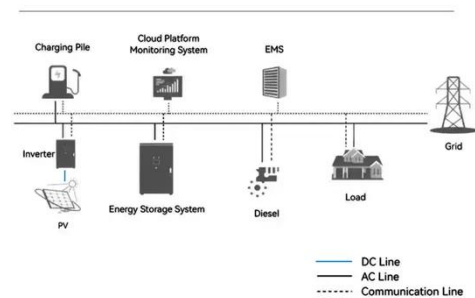 Charging Pile
Cloud Platform
Monitoring System
EMS
Grid
Inverter
PV
Energy Storage System
Diesel
Load
DC Line
AC Line
Communication Line